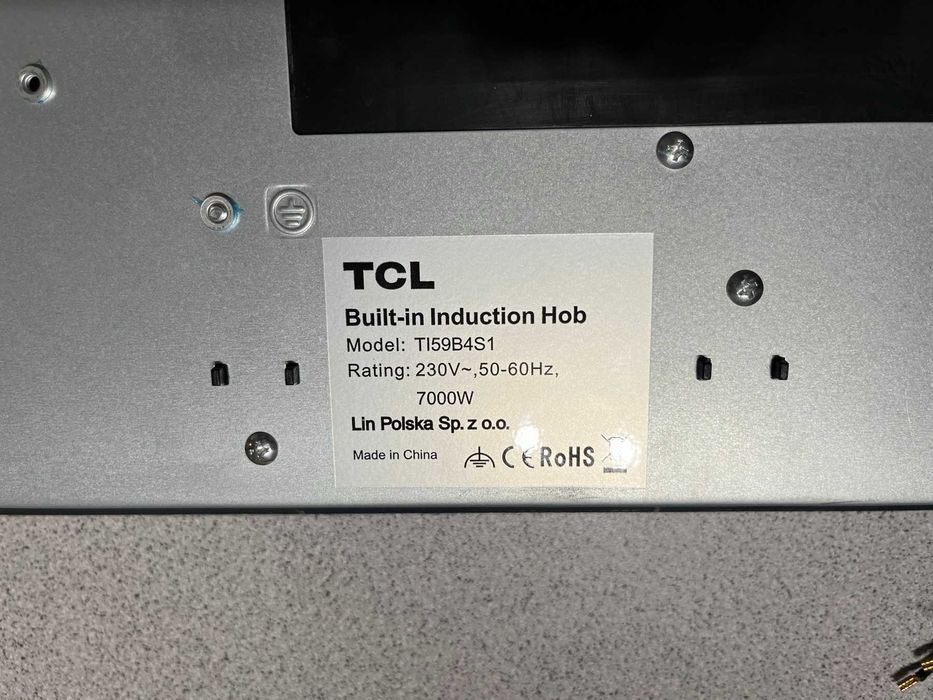 TCL
Built-in Induction Hob
Model: TI59B4S1
Rating: 230V~,50-60Hz,
7000W
Lin Polska Sp. z o.o.
Made in China CE RoHS